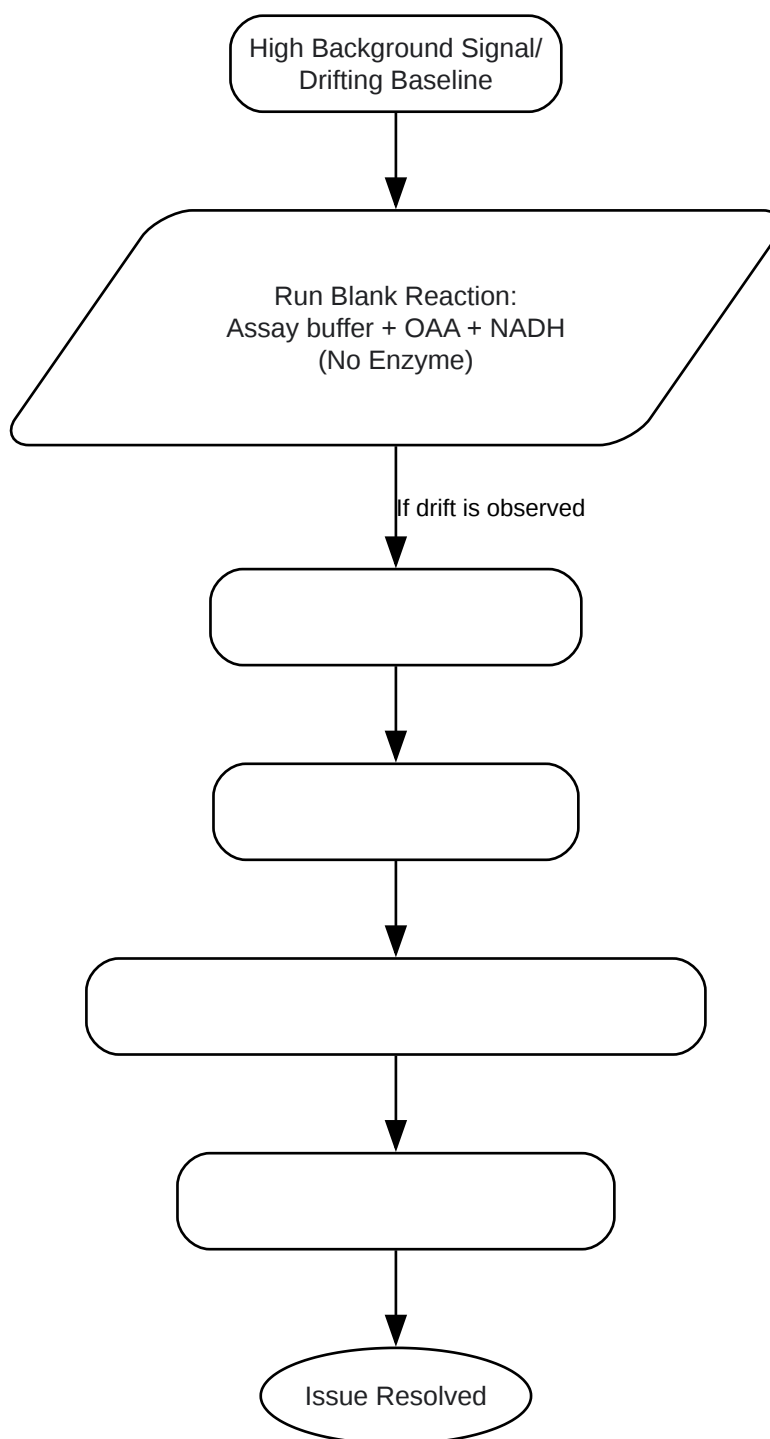 High Background Signal/
Drifting Baseline
Run Blank Reaction:
Assay buffer + OAA + NADH
(No Enzyme)
If drift is observed
Issue Resolved